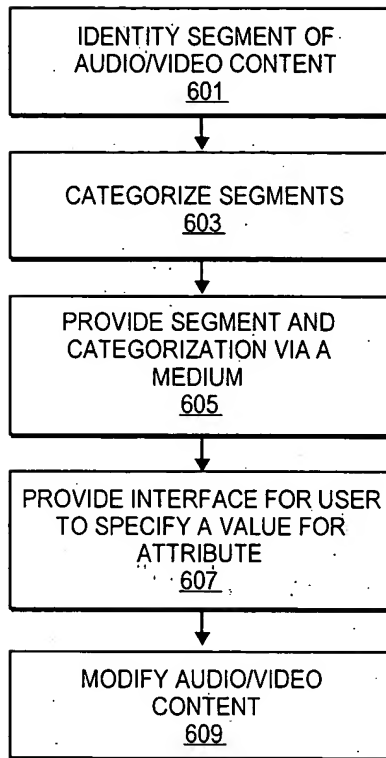 IDENTITY SEGMENT OF
AUDIO/VIDEO CONTENT
601
CATEGORIZE SEGMENTS
603
PROVIDE SEGMENT AND
CATEGORIZATION VIA A
MEDIUM
605
PROVIDE INTERFACE FOR USER
TO SPECIFY A VALUE FOR
ATTRIBUTE
607
MODIFY AUDIO/VIDEO
CONTENT
609